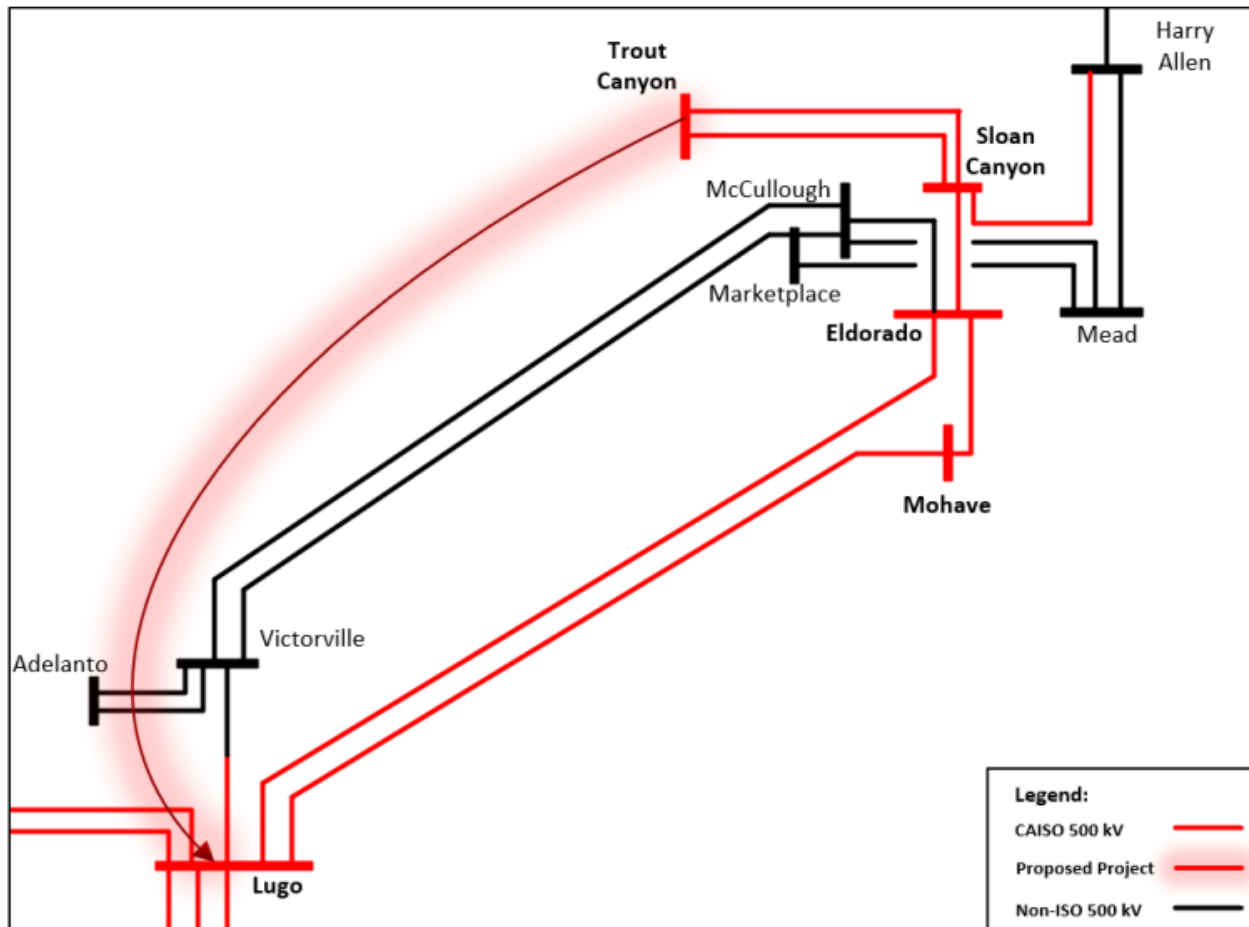 Harry
Allen
Trout
Canyon
Sloan
Canyon
McCullough
Marketplace
Eldorado
Mead
Mohave
Victorville
Adelanto
Lugo
Legend:
CAISO 500 kV
Proposed Project
Non-ISO 500 kV